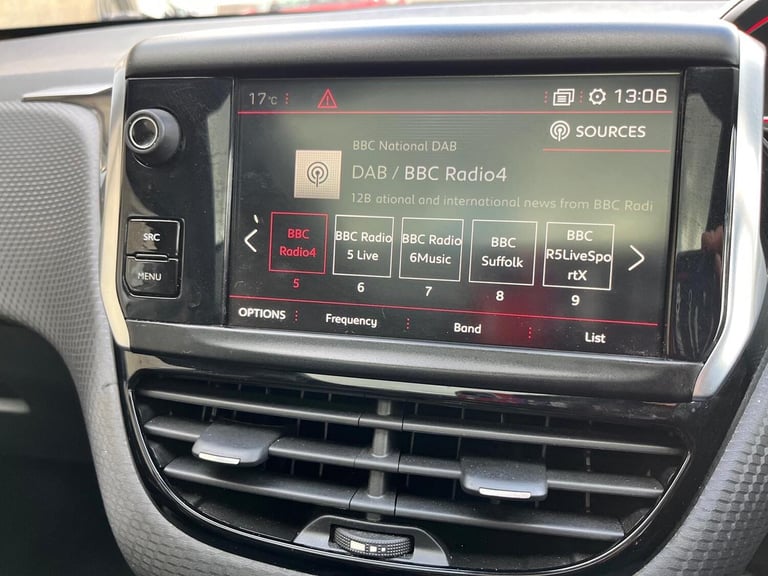 17°C 13:06
SOURCES
BBC National DAB
DAB / BBC Radio4
12B ational and international news from BBC Radi
SRC
MENU
BBC
Radio4
5
BBC Radio
5 Live
6
BBC Radio
6Music
7
BBC
Suffolk
8
BBC
R5LiveSpo
rtX
9
OPTIONS Frequency Band List